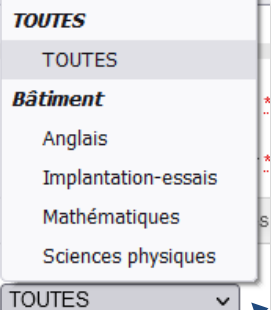 TOUTES
TOUTES
Bâtiment
Anglais
Implantation-essais
Mathématiques
Sciences physiques
TOUTES